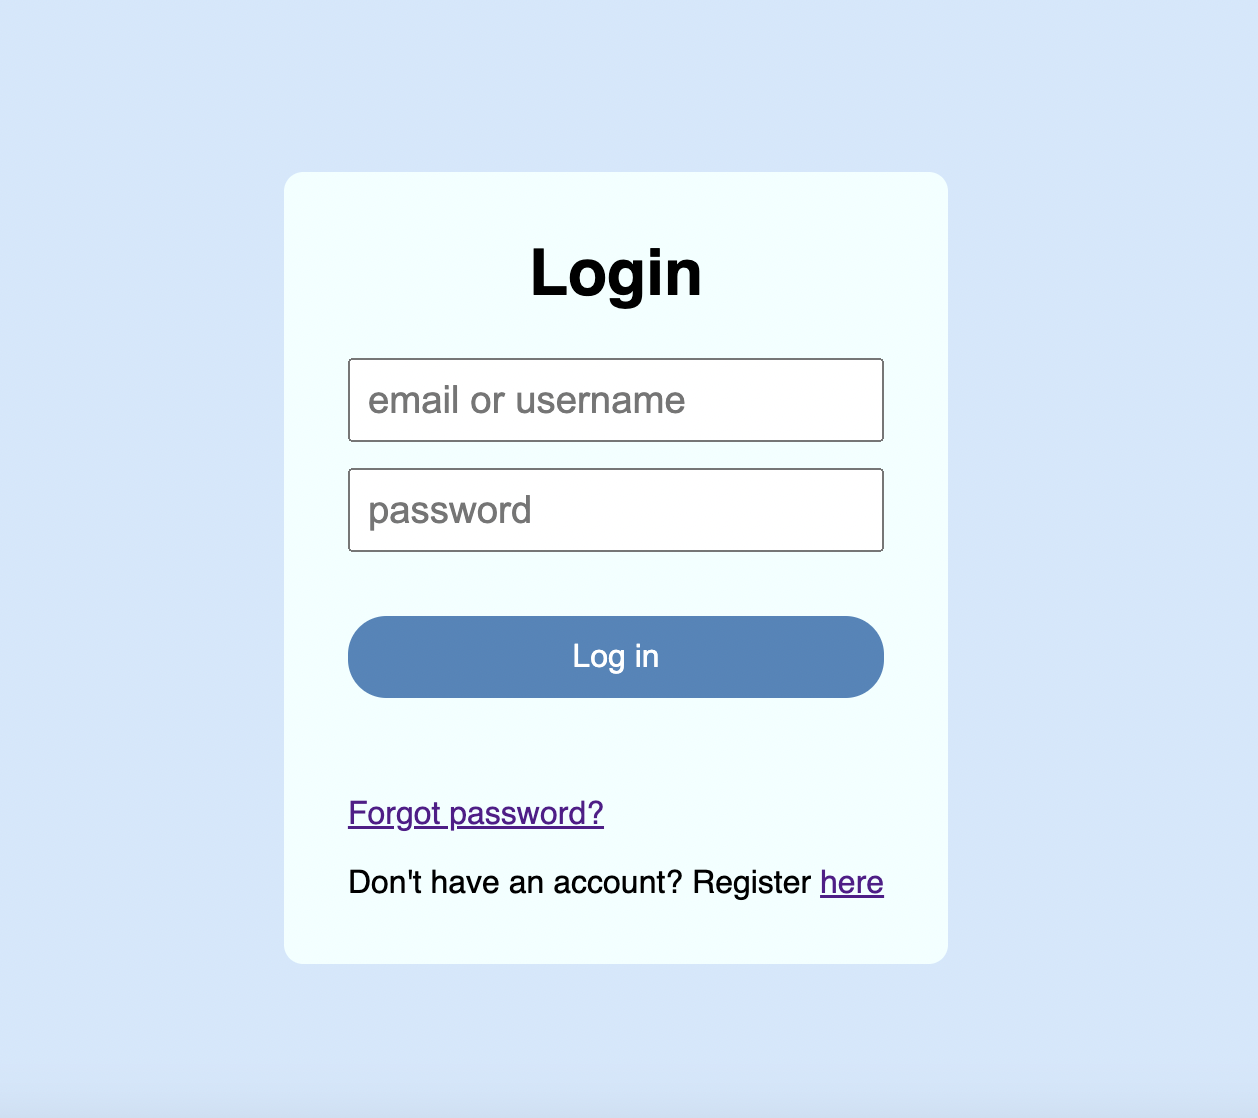 Login
email or username
password
Log in
Forgot password?
Don't have an account? Register here